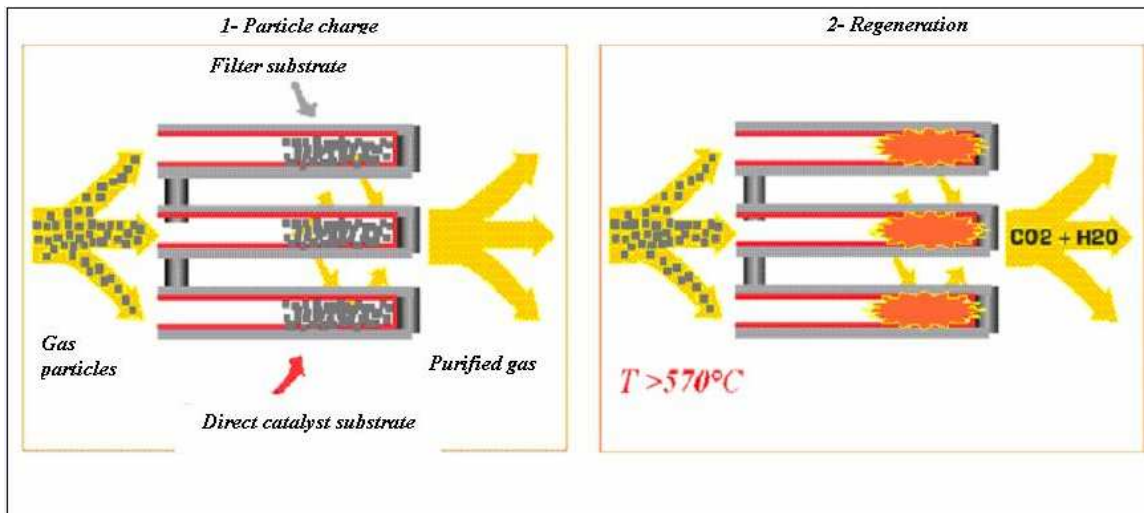 1- Particle charge
Filter substrate
Gas
particles
Purified gas
Direct catalyst substrate
2- Regeneration
CO2 + H2O
T >570°C